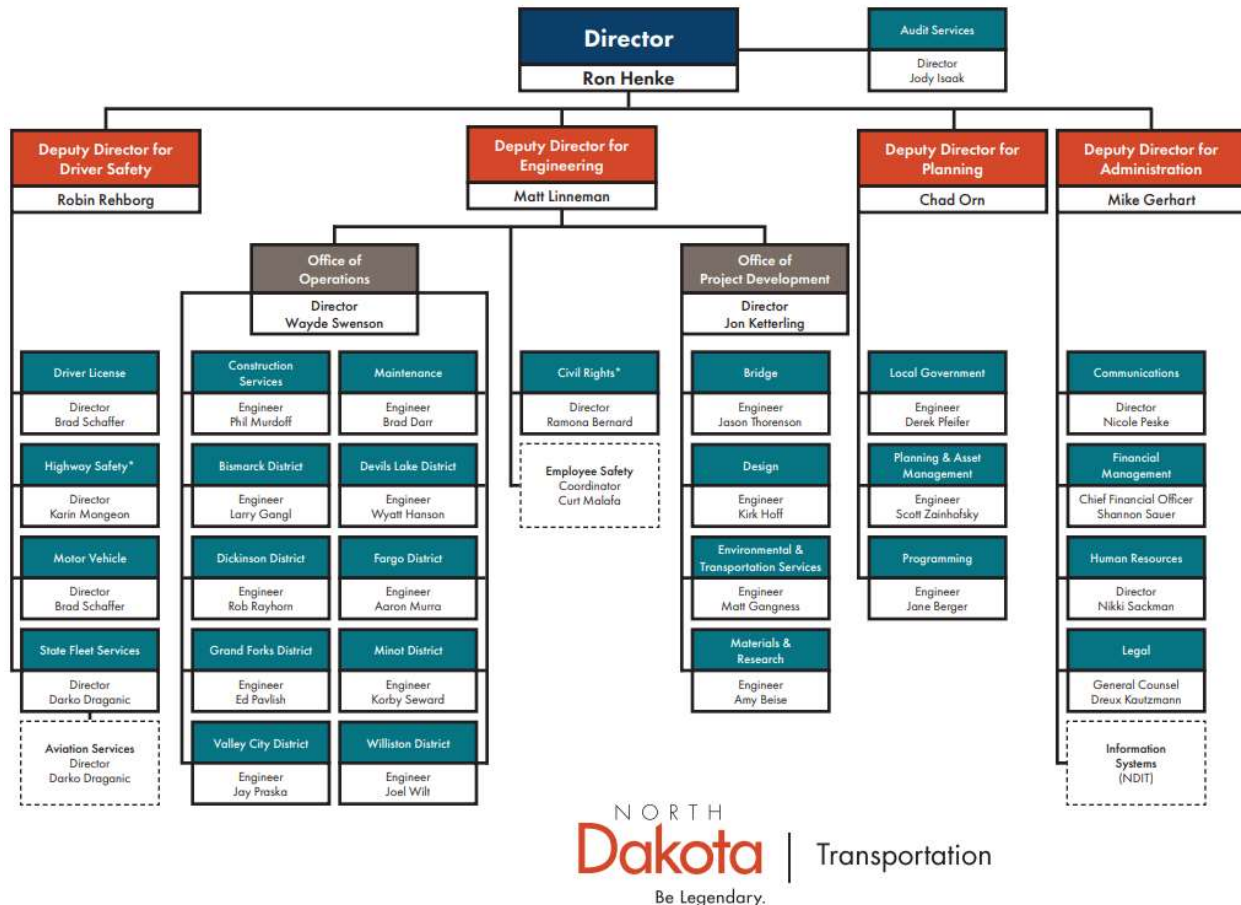 Director
Ron Henke
Audit Services
Director
Jody Isaak
Deputy Director for
Driver Safety
Robin Rehborg
Deputy Director for
Engineering
Matt Linneman
Deputy Director for
Planning
Chad Orn
Deputy Director for
Administration
Mike Gerhart
Office of
Operations
Director
Wayde Swenson
Office of
Project Development
Director
Jon Ketterling
Driver License
Director
Brad Schaffer
Highway Safety*
Director
Karin Mongeon
Motor Vehicle
Director
Brad Schaffer
State Fleet Services
Director
Darko Draganic
Aviation Services
Director
Darko Draganic
Construction
Services
Engineer
Phil Murdoff
Bismarck District
Engineer
Larry Gangl
Dickinson District
Engineer
Rob Rayhorn
Grand Forks District
Engineer
Ed Pavlish
Valley City District
Engineer
Jay Praska
Maintenance
Engineer
Brad Darr
Devils Lake District
Engineer
Wyatt Hanson
Fargo District
Engineer
Aaron Murra
Minot District
Engineer
Korby Seward
Williston District
Engineer
Joel Wilt
Civil Rights*
Director
Ramona Bernard
Employee Safety
Coordinator
Curt Malafa
Bridge
Engineer
Jason Thorenson
Design
Engineer
Kirk Hoff
Environmental &
Transportation Services
Engineer
Matt Gangness
Materials &
Research
Engineer
Amy Beise
Local Government
Engineer
Derek Pfeifer
Planning & Asset
Management
Engineer
Scott Zainhofsky
Programming
Engineer
Jane Berger
Communications
Director
Nicole Peske
Financial
Management
Chief Financial Officer
Shannon Sauer
Human Resources
Director
Nikki Sackman
Legal
General Counsel
Dreux Kautzmann
Information
Systems
(NDIT)
NORTH
Dakota
Be Legendary.
Transportation